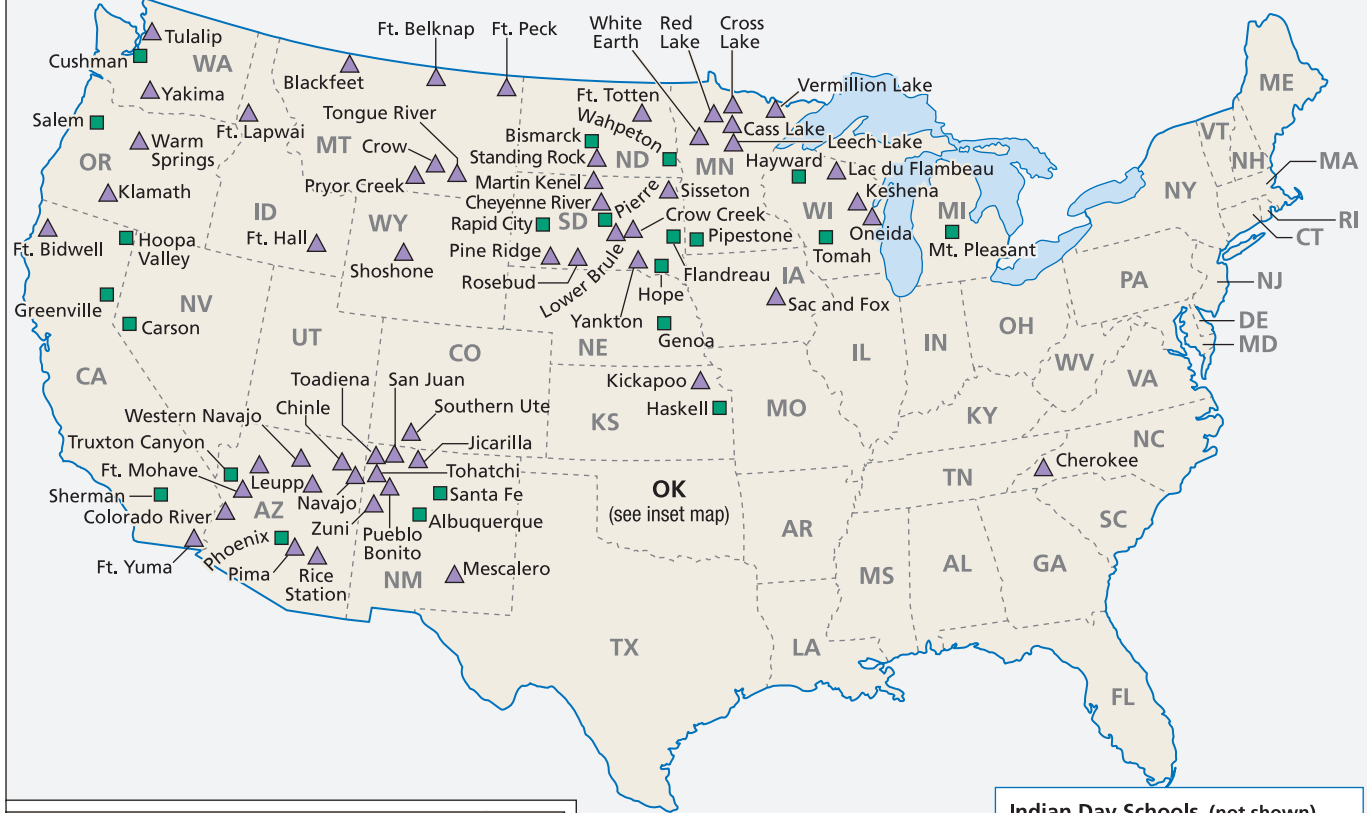 Tulalip
Cushman
WA
Yakima
Salem
Ft. Lapwai
Warm
Springs
OR
Klamath
ID
Ft. Bidwell
Hoopa
Valley
Ft. Hall
Greenville
Carson
NV
CA
UT
Ft. Belknap
Ft. Peck
Blackfeet
Tongue River
MT
Crow
Pryor Creek
WY
Shoshone
White
Earth
Red
Lake
Cross
Lake
Vermillion Lake
Ft. Totten
Wahpeton
Cass Lake
Leech Lake
Bismarck
Standing Rock
ND
MN
Martin Kenel
Cheyenne River
Pierre
Sisseton
Rapid City
SD
Crow Creek
Pipestone
Pine Ridge
Rosebud
Lower Brule
Flandreau
Hope
Yankton
Genoa
NE
Hayward
Lac du Flambeau
Keshena
WI
Oneida
Tomah
MI
Mt. Pleasant
IA
Sac and Fox
ME
VT
NH
MA
NY
RI
CT
PA
NJ
DE
MD
OH
IN
IL
WV
VA
CO
Kickapoo
Haskell
KS
MO
KY
NC
Cherokee
TN
SC
Toadiena
San Juan
Western Navajo
Chinle
Southern Ute
Truxton Canyon
Jicarilla
Ft. Mohave
Leupp
Tohatchi
Sherman
Navajo
Santa Fe
Colorado River
AZ
Zuni
Albuquerque
Pueblo
Bonito
Phoenix
Ft. Yuma
Pima
Rice
Station
NM
Mescalero
OK
(see inset map)
AR
MS
AL
GA
TX
LA
FL
Indian Day Schools (not shown)